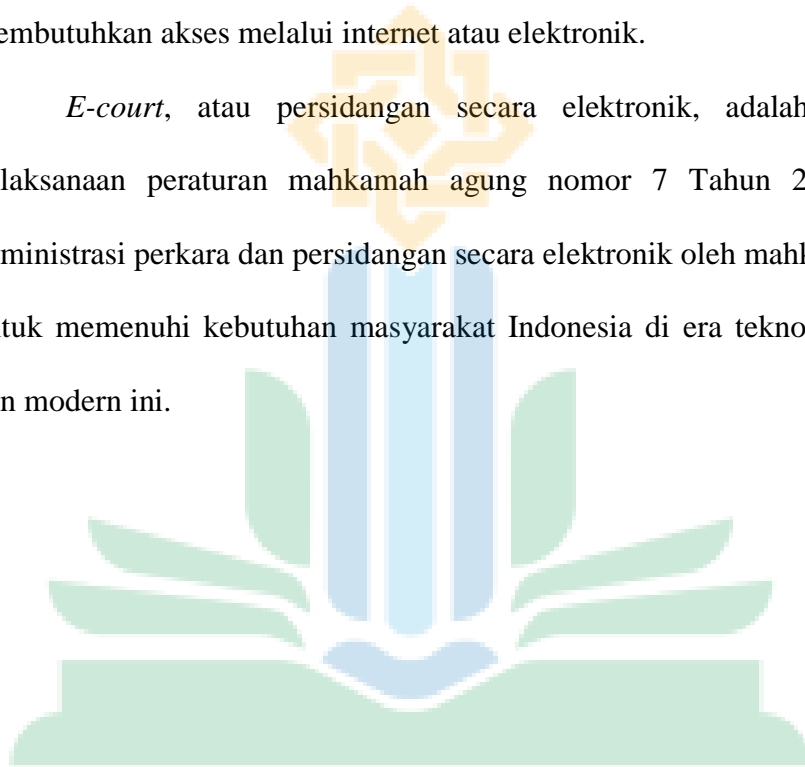 embutuhkan akses melalui internet atau elektronik.
E-court, atau persidangan secara elektronik, adalah
laksanaan peraturan mahkamah agung nomor 7 Tahun 2
ministrasi perkara dan persidangan secara elektronik oleh mahk
tuk memenuhi kebutuhan masyarakat Indonesia di era tekno
n modern ini.